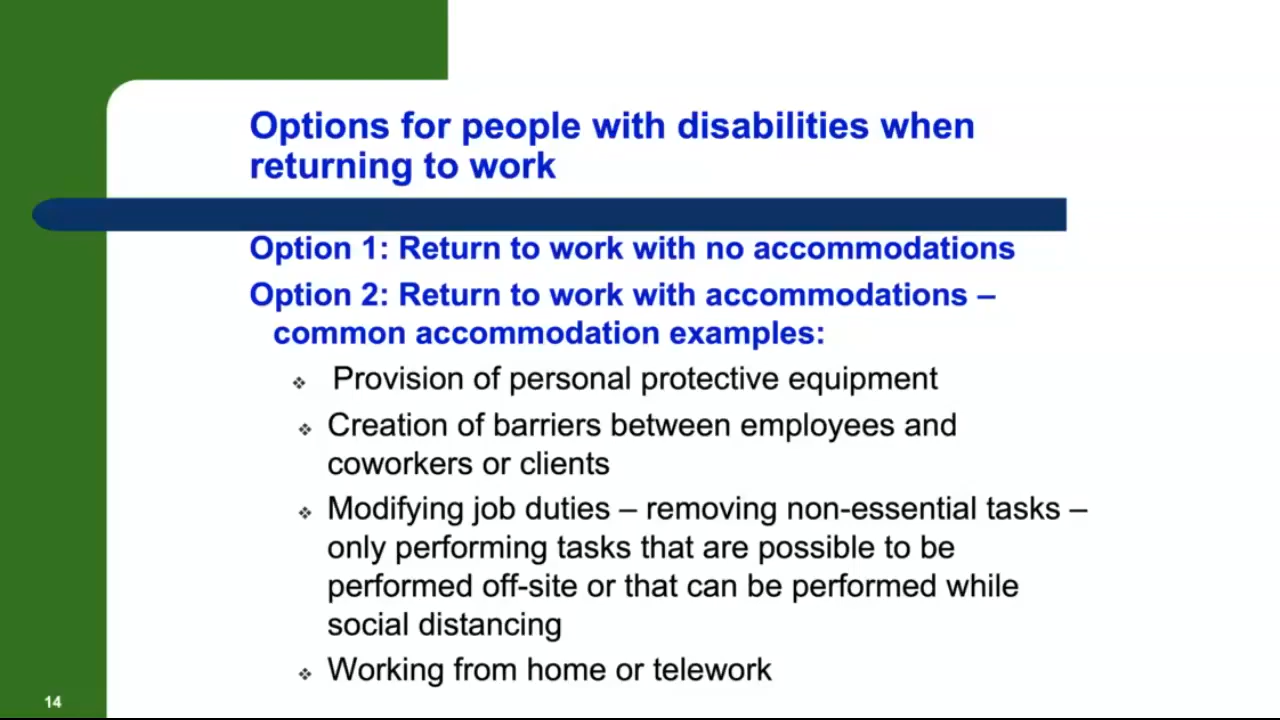 Options for people with disabilities when
returning to work
Option 1: Return to work with no accommodations
Option 2: Return to work with accommodations –
common accommodation examples:
❖ Provision of personal protective equipment
❖ Creation of barriers between employees and
coworkers or clients
❖ Modifying job duties – removing non-essential tasks –
only performing tasks that are possible to be
performed off-site or that can be performed while
social distancing
❖ Working from home or telework
14